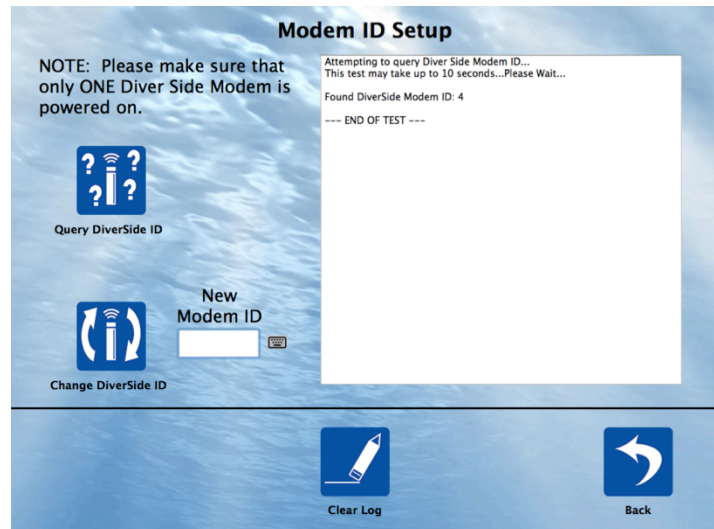 Modem ID Setup
NOTE: Please make sure that
only ONE Diver Side Modem is
powered on.
Attempting to query Diver Side Modem ID...
This test may take up to 10 seconds...Please Wait...
Found DiverSide Modem ID: 4
--- END OF TEST ---
? ? ? ?
Query DiverSide ID
New
Modem ID
Change DiverSide ID
Clear Log
Back